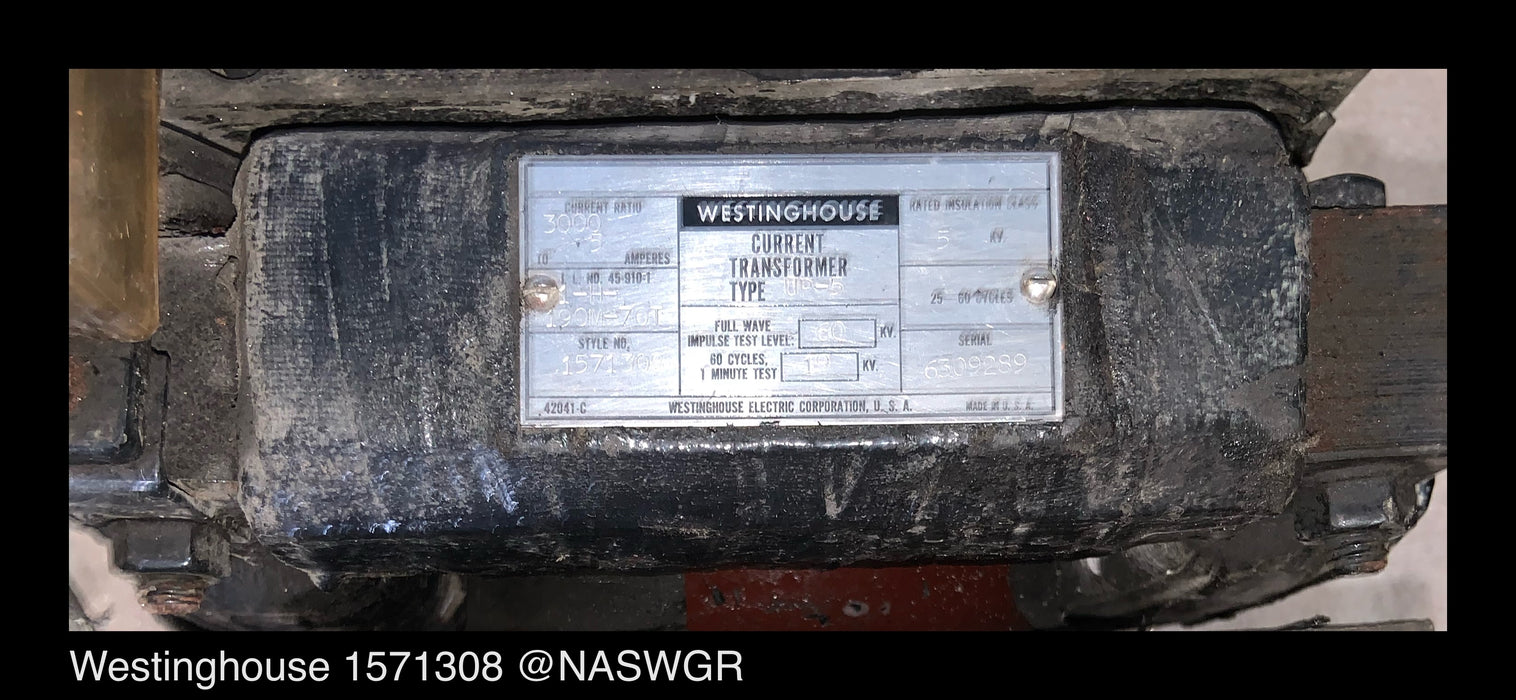 CURRENT RATIO
3000
5
TO AMPERES
I. L. NO. 45-910-1
STYLE NO.
42041-C
WESTINGHOUSE
CURRENT
TRANSFORMER
TYPE
FULL WAVE
IMPULSE TEST LEVEL: 60 KV.
60 CYCLES,
1 MINUTE TEST KV.
WESTINGHOUSE ELECTRIC CORPORATION, U. S. A.
RATED INSULATION CLASS
5 KV
25 60 CYCLES
SERIAL
6309289
MADE IN U. S. A.
Westinghouse 1571308 @NASWGR